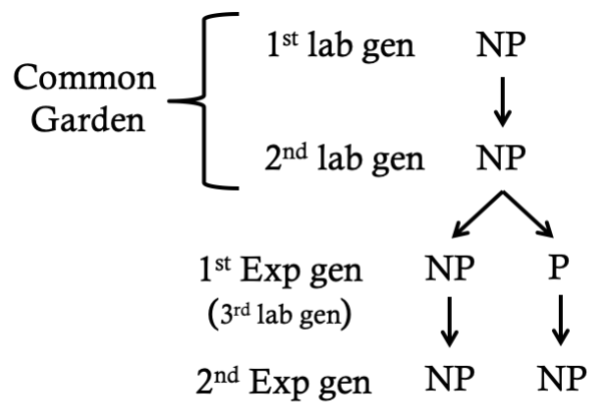 Common
Garden
1st lab gen NP
2nd lab gen NP
1st Exp gen NP P
(3rd lab gen)
2nd Exp gen NP NP